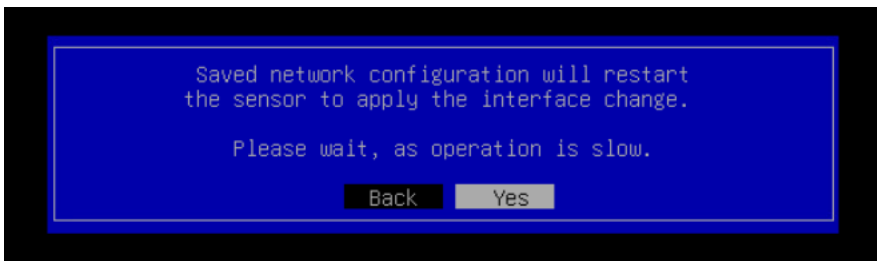 Saved network configuration will restart
the sensor to apply the interface change.
Please wait, as operation is slow.
Back Yes